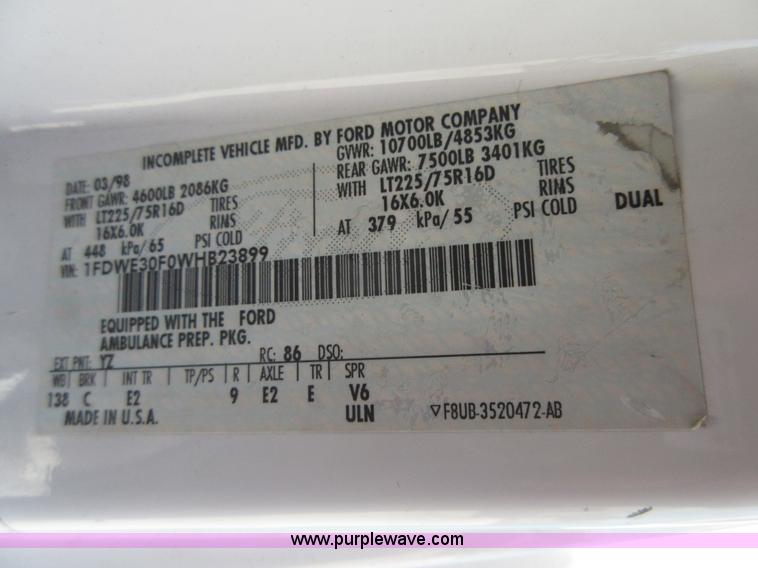 INCOMPLETE VEHICLE MFD. BY FORD MOTOR COMPANY
DATE: 03/98 GVWR: 10700LB/4853KG
FRONT GAWR: 4600LB 2086KG REAR GAWR: 7500LB 3401KG
WITH LT225/75R16D TIRES WITH LT225/75R16D TIRES
16X6.0K RIMS 16X6.0K RIMS
AT 448 kPa/65 PSI COLD AT 379 kPa/55 PSI COLD DUAL
VIN: 1FDWE30F0WHB23899
EQUIPPED WITH THE FORD
AMBULANCE PREP. PKG.
EXT PNT: YZ RC: 86 DSO:
WB BRK INT TR TP/PS R AXLE TR SPR
138 C E2 9 E2 E V6
MADE IN U.S.A. ULN ▽F8UB-3520472-AB
www.purplewave.com